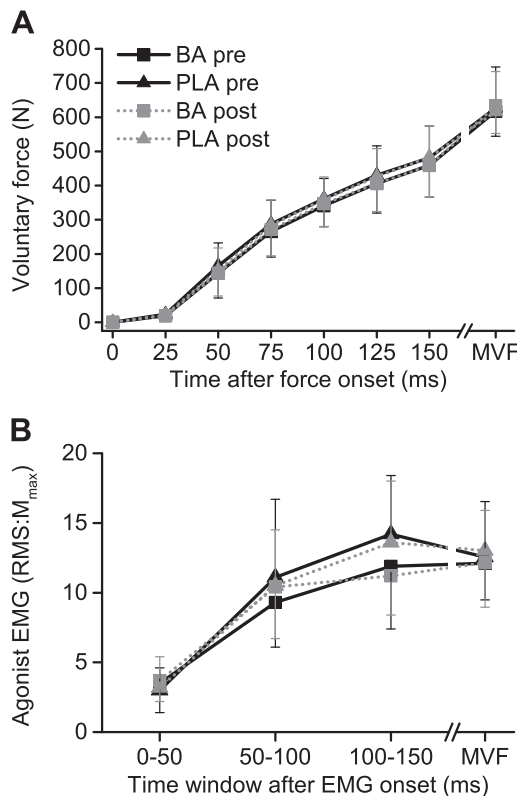 A
800
700
600
500
400
300
200
100
0
Voluntary force (N)
BA pre
PLA pre
BA post
PLA post
0 25 50 75 100 125 150 MVF
Time after force onset (ms)
B
20
15
10
5
0
Agonist EMG (RMS:Mmax)
0-50 50-100 100-150 MVF
Time window after EMG onset (ms)